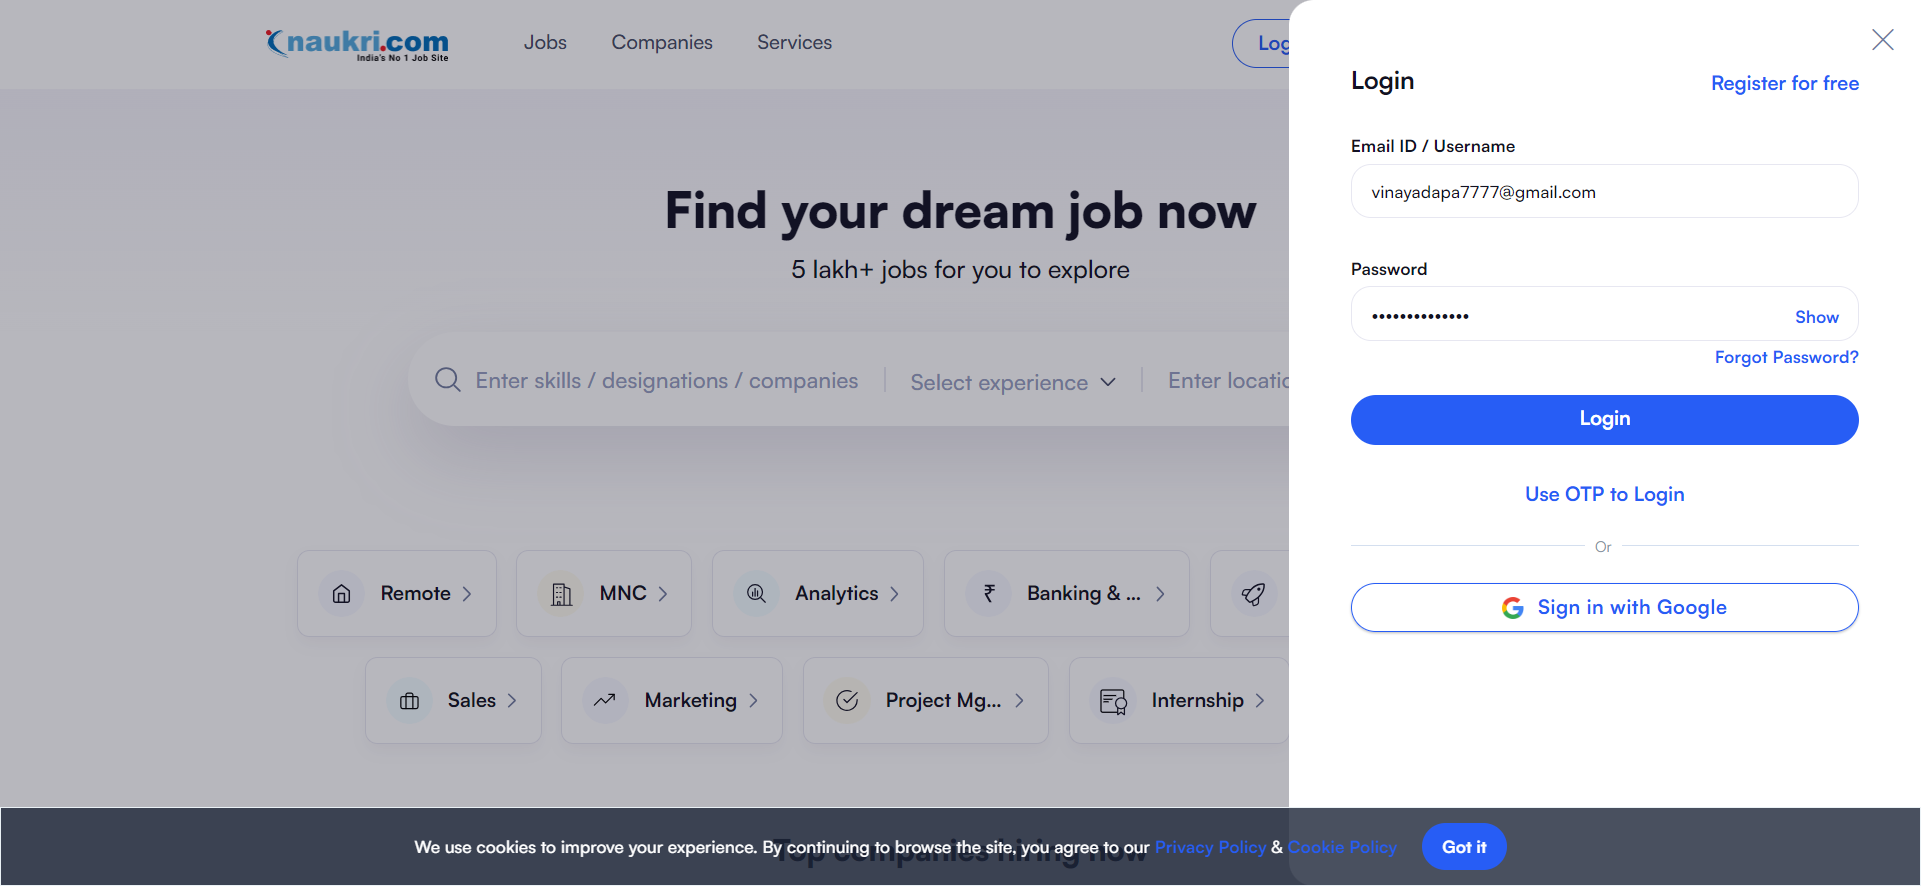 naukri.com
India's No 1 Job Site
Jobs
Companies
Services
Log
Find your dream job now
5 lakh+ jobs for you to explore
Enter skills / designations / companies
Select experience
Enter locatio
Remote
MNC
Analytics
Banking & ...
Sales
Marketing
Project Mg...
Internship
Login
Register for free
Email ID / Username
vinayadapa7777@gmail.com
Password
••••••••••••••
Show
Forgot Password?
Login
Use OTP to Login
Or
Sign in with Google
Top companies hiring now
We use cookies to improve your experience. By continuing to browse the site, you agree to our Privacy Policy & Cookie Policy
Got it